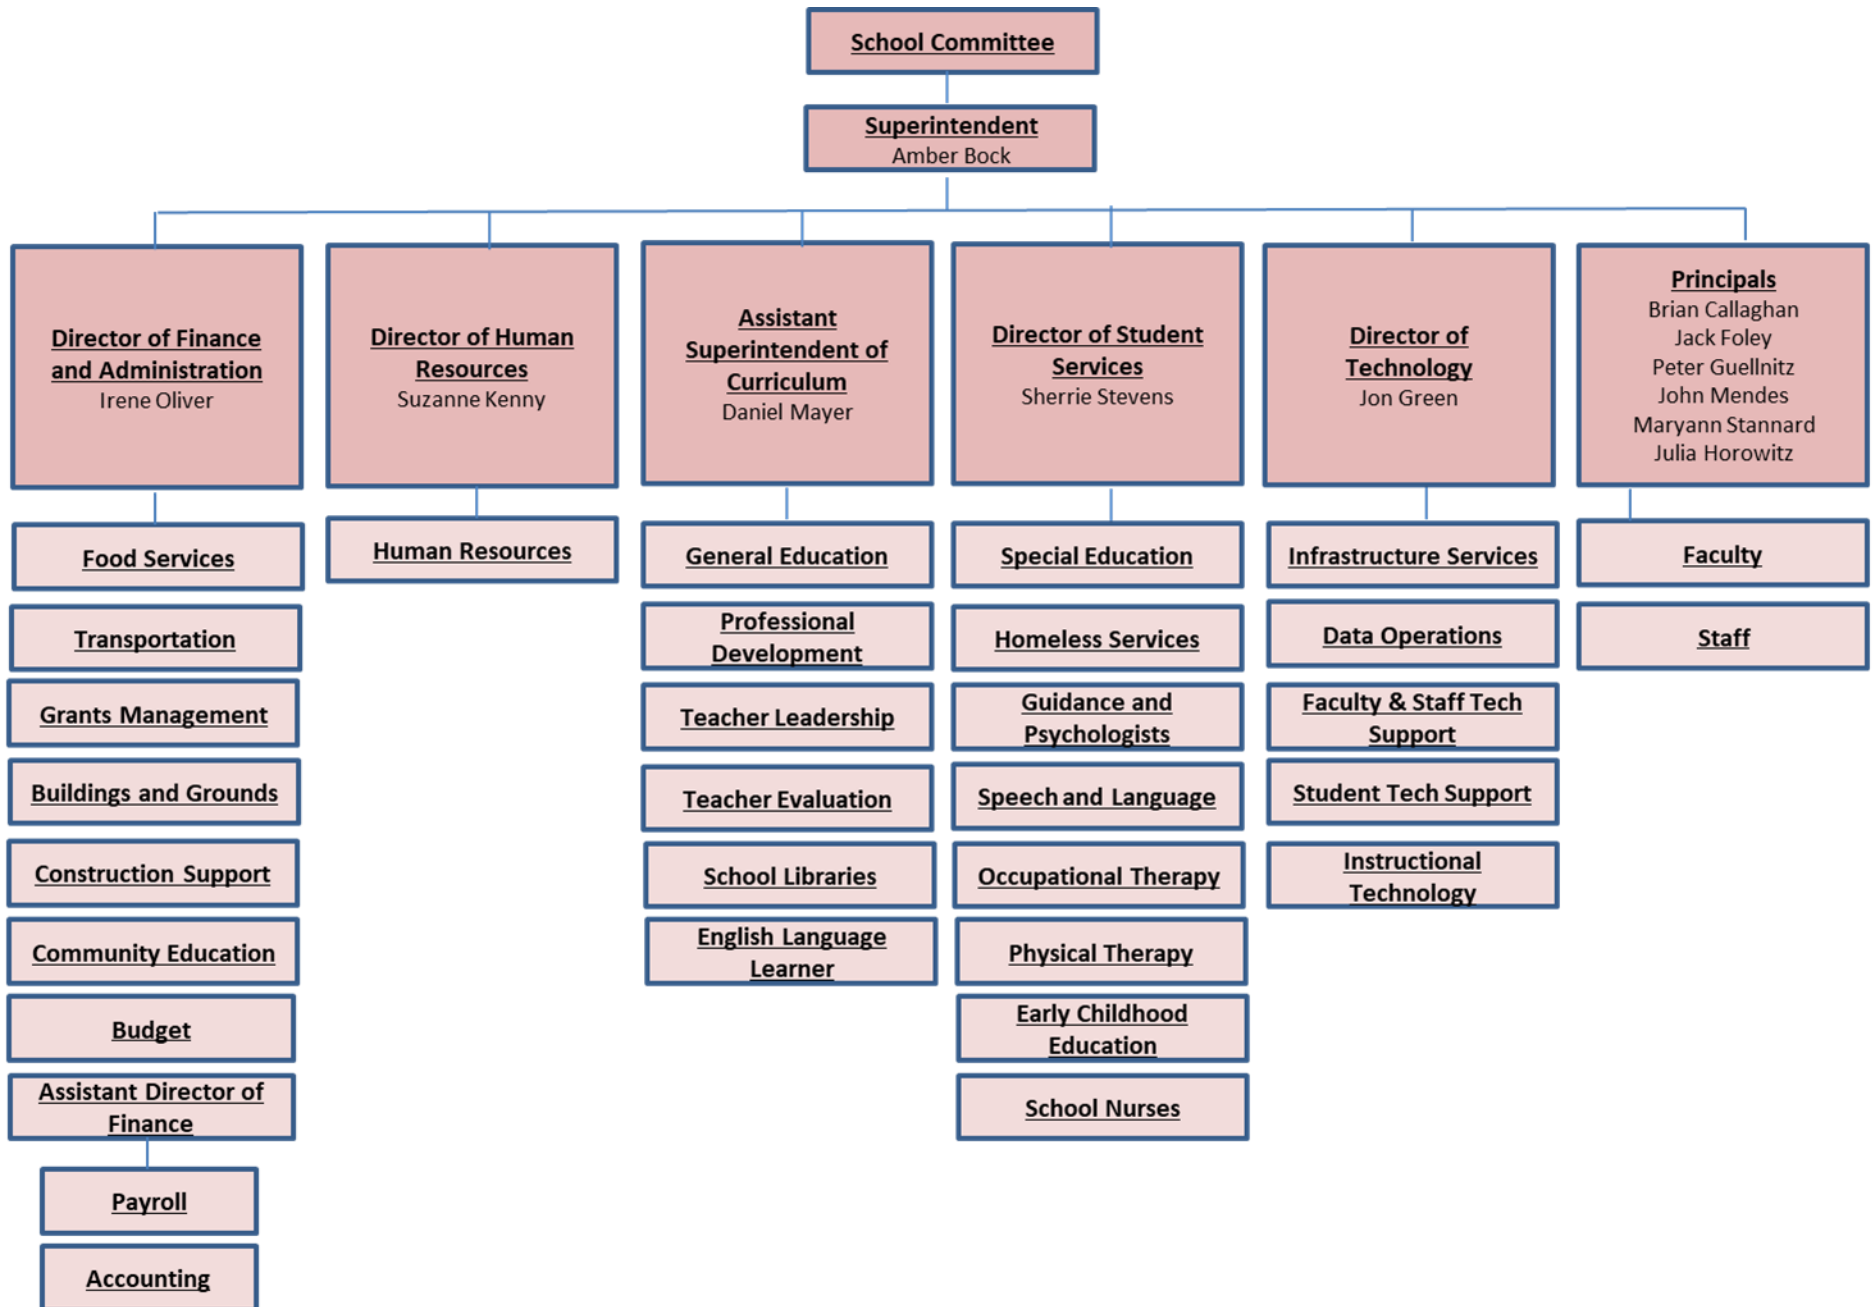 School Committee
Superintendent
Amber Bock
Director of Finance
and Administration
Irene Oliver
Director of Human
Resources
Suzanne Kenny
Assistant
Superintendent of
Curriculum
Daniel Mayer
Director of Student
Services
Sherrie Stevens
Director of
Technology
Jon Green
Principals
Brian Callaghan
Jack Foley
Peter Guellnitz
John Mendes
Maryann Stannard
Julia Horowitz
Food Services
Transportation
Grants Management
Buildings and Grounds
Construction Support
Community Education
Budget
Assistant Director of
Finance
Payroll
Accounting
Human Resources
General Education
Professional
Development
Teacher Leadership
Teacher Evaluation
School Libraries
English Language
Learner
Special Education
Homeless Services
Guidance and
Psychologists
Speech and Language
Occupational Therapy
Physical Therapy
Early Childhood
Education
School Nurses
Infrastructure Services
Data Operations
Faculty & Staff Tech
Support
Student Tech Support
Instructional
Technology
Faculty
Staff